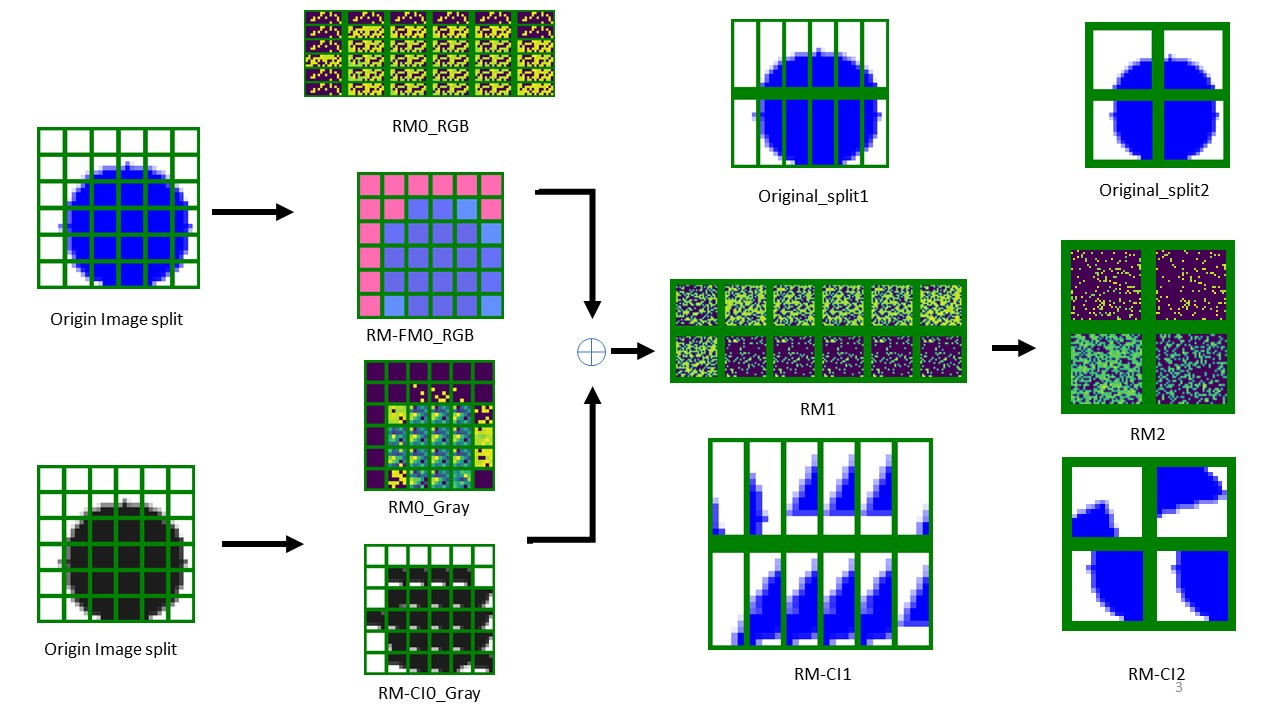 RM0_RGB
Origin Image split
RM-FM0_RGB
RM0_Gray
Origin Image split
RM-CI0_Gray
Original_split1
Original_split2
RM1
RM2
RM-CI1
RM-CI2
3